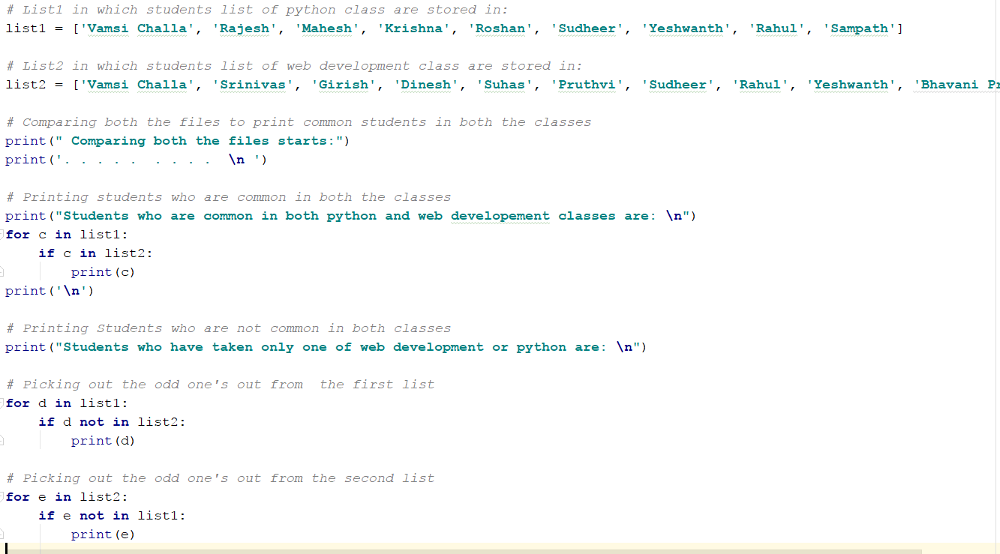 # List1 in which students list of python class are stored in:
list1 = ['Vamsi Challa', 'Rajesh', 'Mahesh', 'Krishna', 'Roshan', 'Sudheer', 'Yeshwanth', 'Rahul', 'Sampath']
# List2 in which students list of web development class are stored in:
list2 = ['Vamsi Challa', 'Srinivas', 'Girish', 'Dinesh', 'Suhas', 'Pruthvi', 'Sudheer', 'Rahul', 'Yeshwanth', 'Bhavani
# Comparing both the files to print common students in both the classes
print(" Comparing both the files starts:")
print('. . . . .  . . . .  \n ')
# Printing students who are common in both the classes
print("Students who are common in both python and web developement classes are: \n")
for c in list1:
    if c in list2:
        print(c)
print('\n')
# Printing Students who are not common in both classes
print("Students who have taken only one of web development or python are: \n")
# Picking out the odd one's out from  the first list
for d in list1:
    if d not in list2:
        print(d)
# Picking out the odd one's out from the second list
for e in list2:
    if e not in list1:
        print(e)